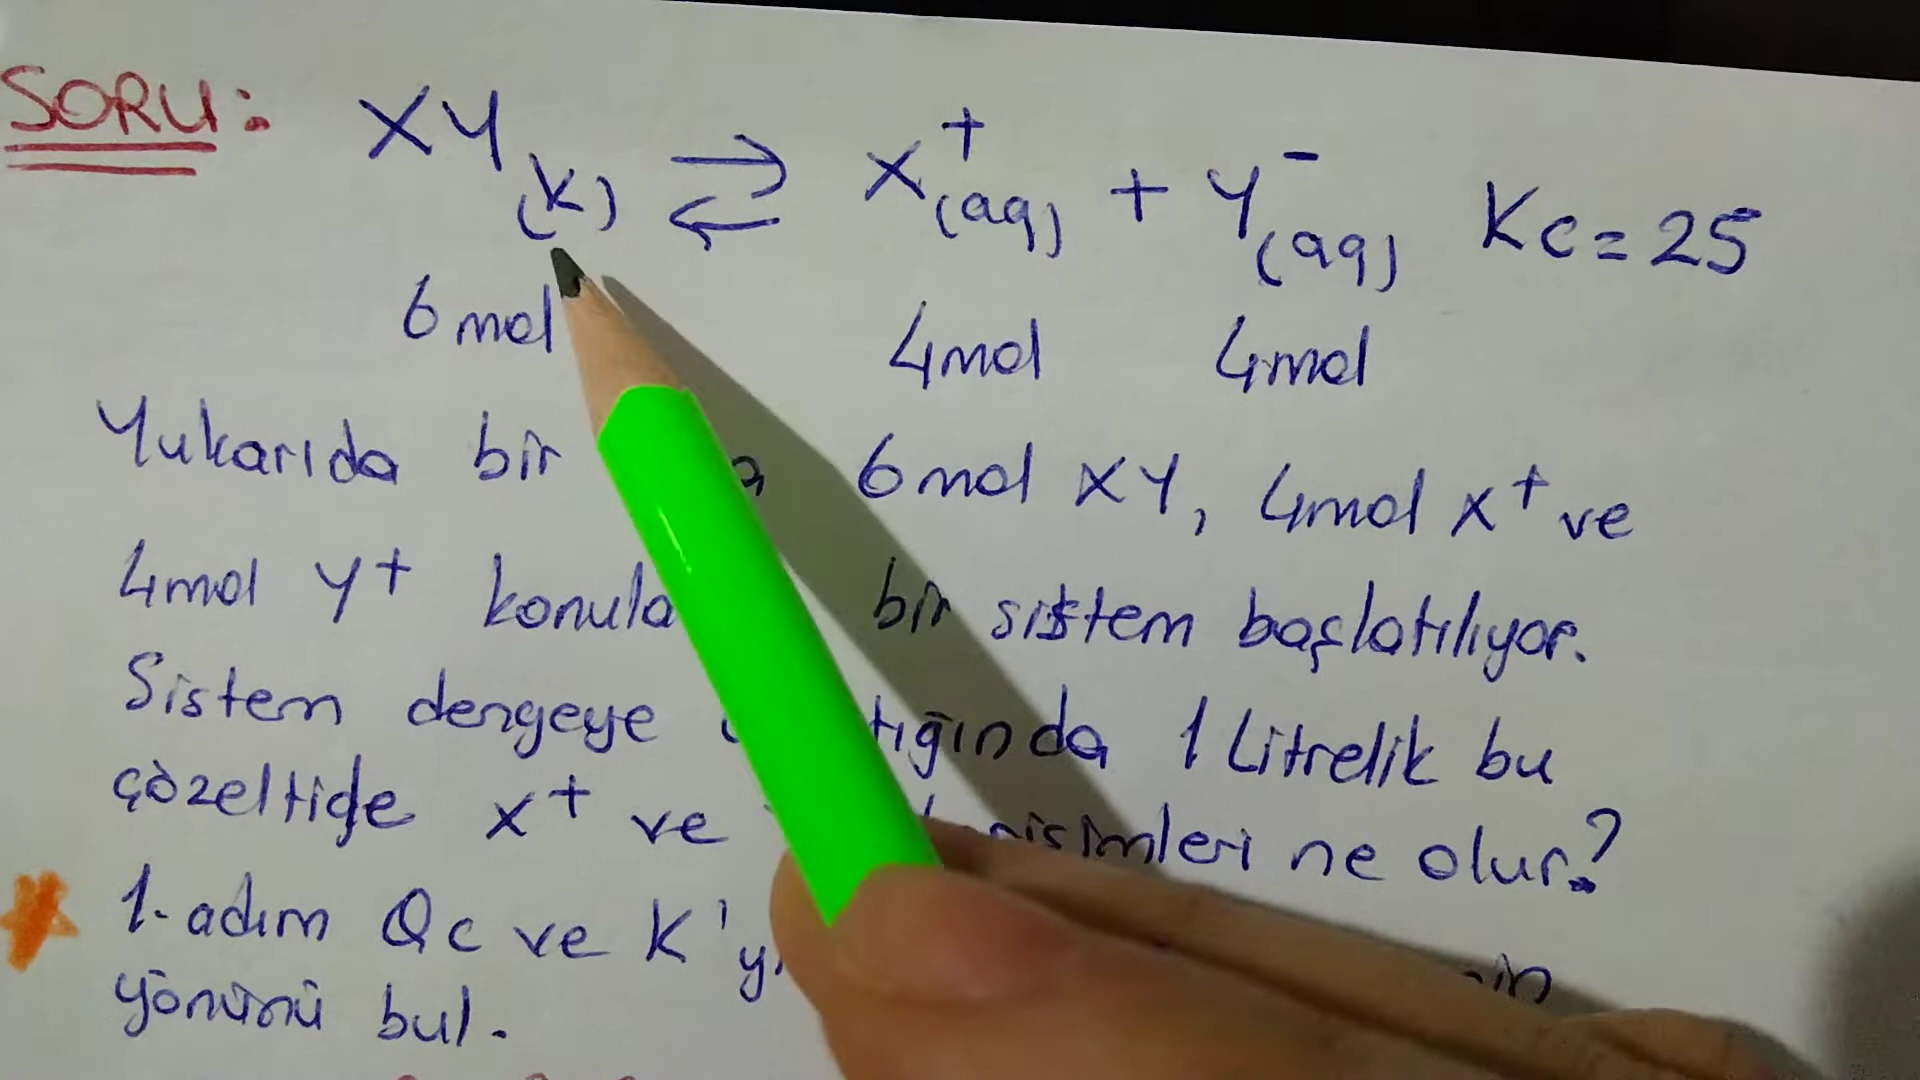 SORU: XY(k) ⇌ X⁺(aq) + Y⁻(aq) Kc = 25
6 mol 4 mol 4 mol
Yukarıda bir 6 mol XY, 4 mol X⁺ ve
4 mol Y⁺ bir sistem başlatılıyor.
Sistem dengeye 1 Litrelik bu
çözeltide X⁺ ve ne olur?
1. adım Qc ve K'yı
yönünü bul.